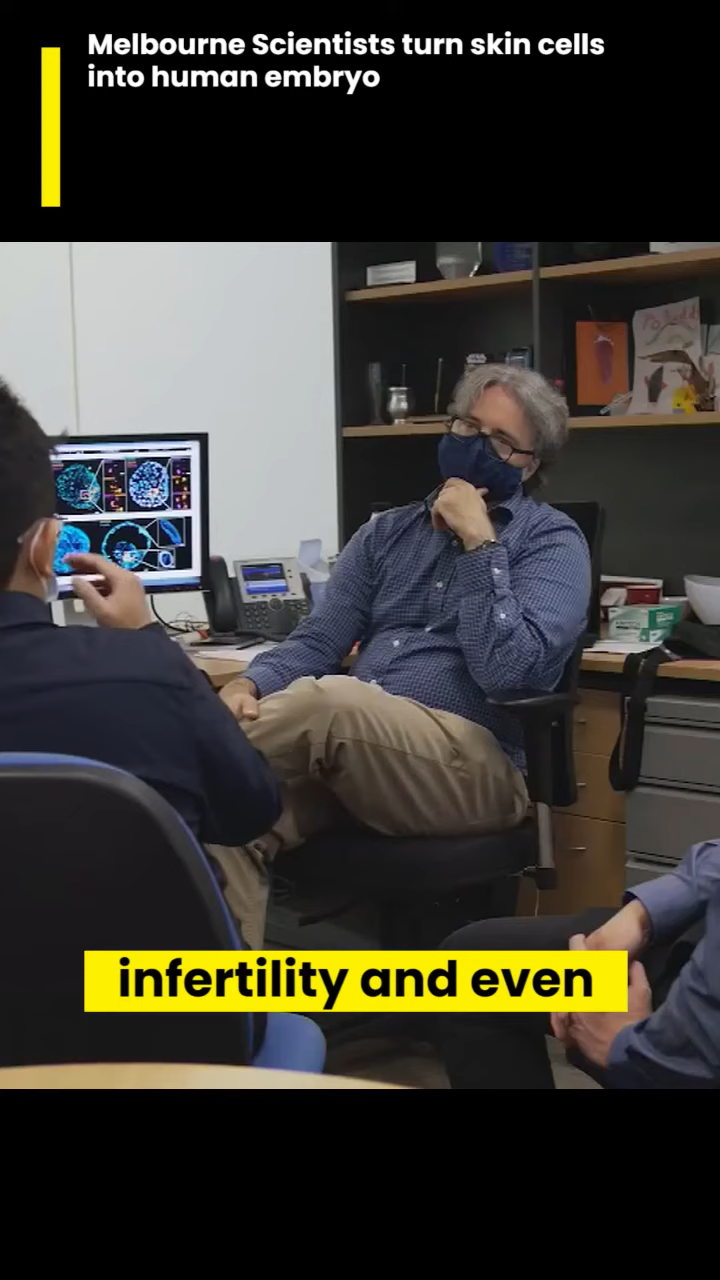 Melbourne Scientists turn skin cells
into human embryo
infertility and even